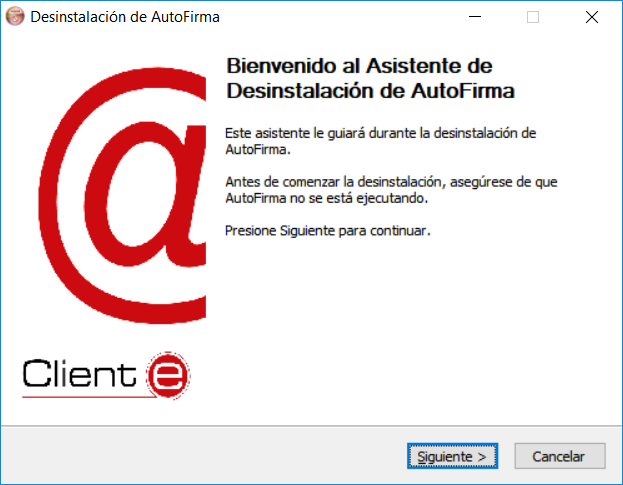 Desinstalación de AutoFirma
Bienvenido al Asistente de
Desinstalación de AutoFirma
Este asistente le guiará durante la desinstalación de
AutoFirma.
Antes de comenzar la desinstalación, asegúrese de que
AutoFirma no se está ejecutando.
Presione Siguiente para continuar.
@
Client e
Siguiente >
Cancelar